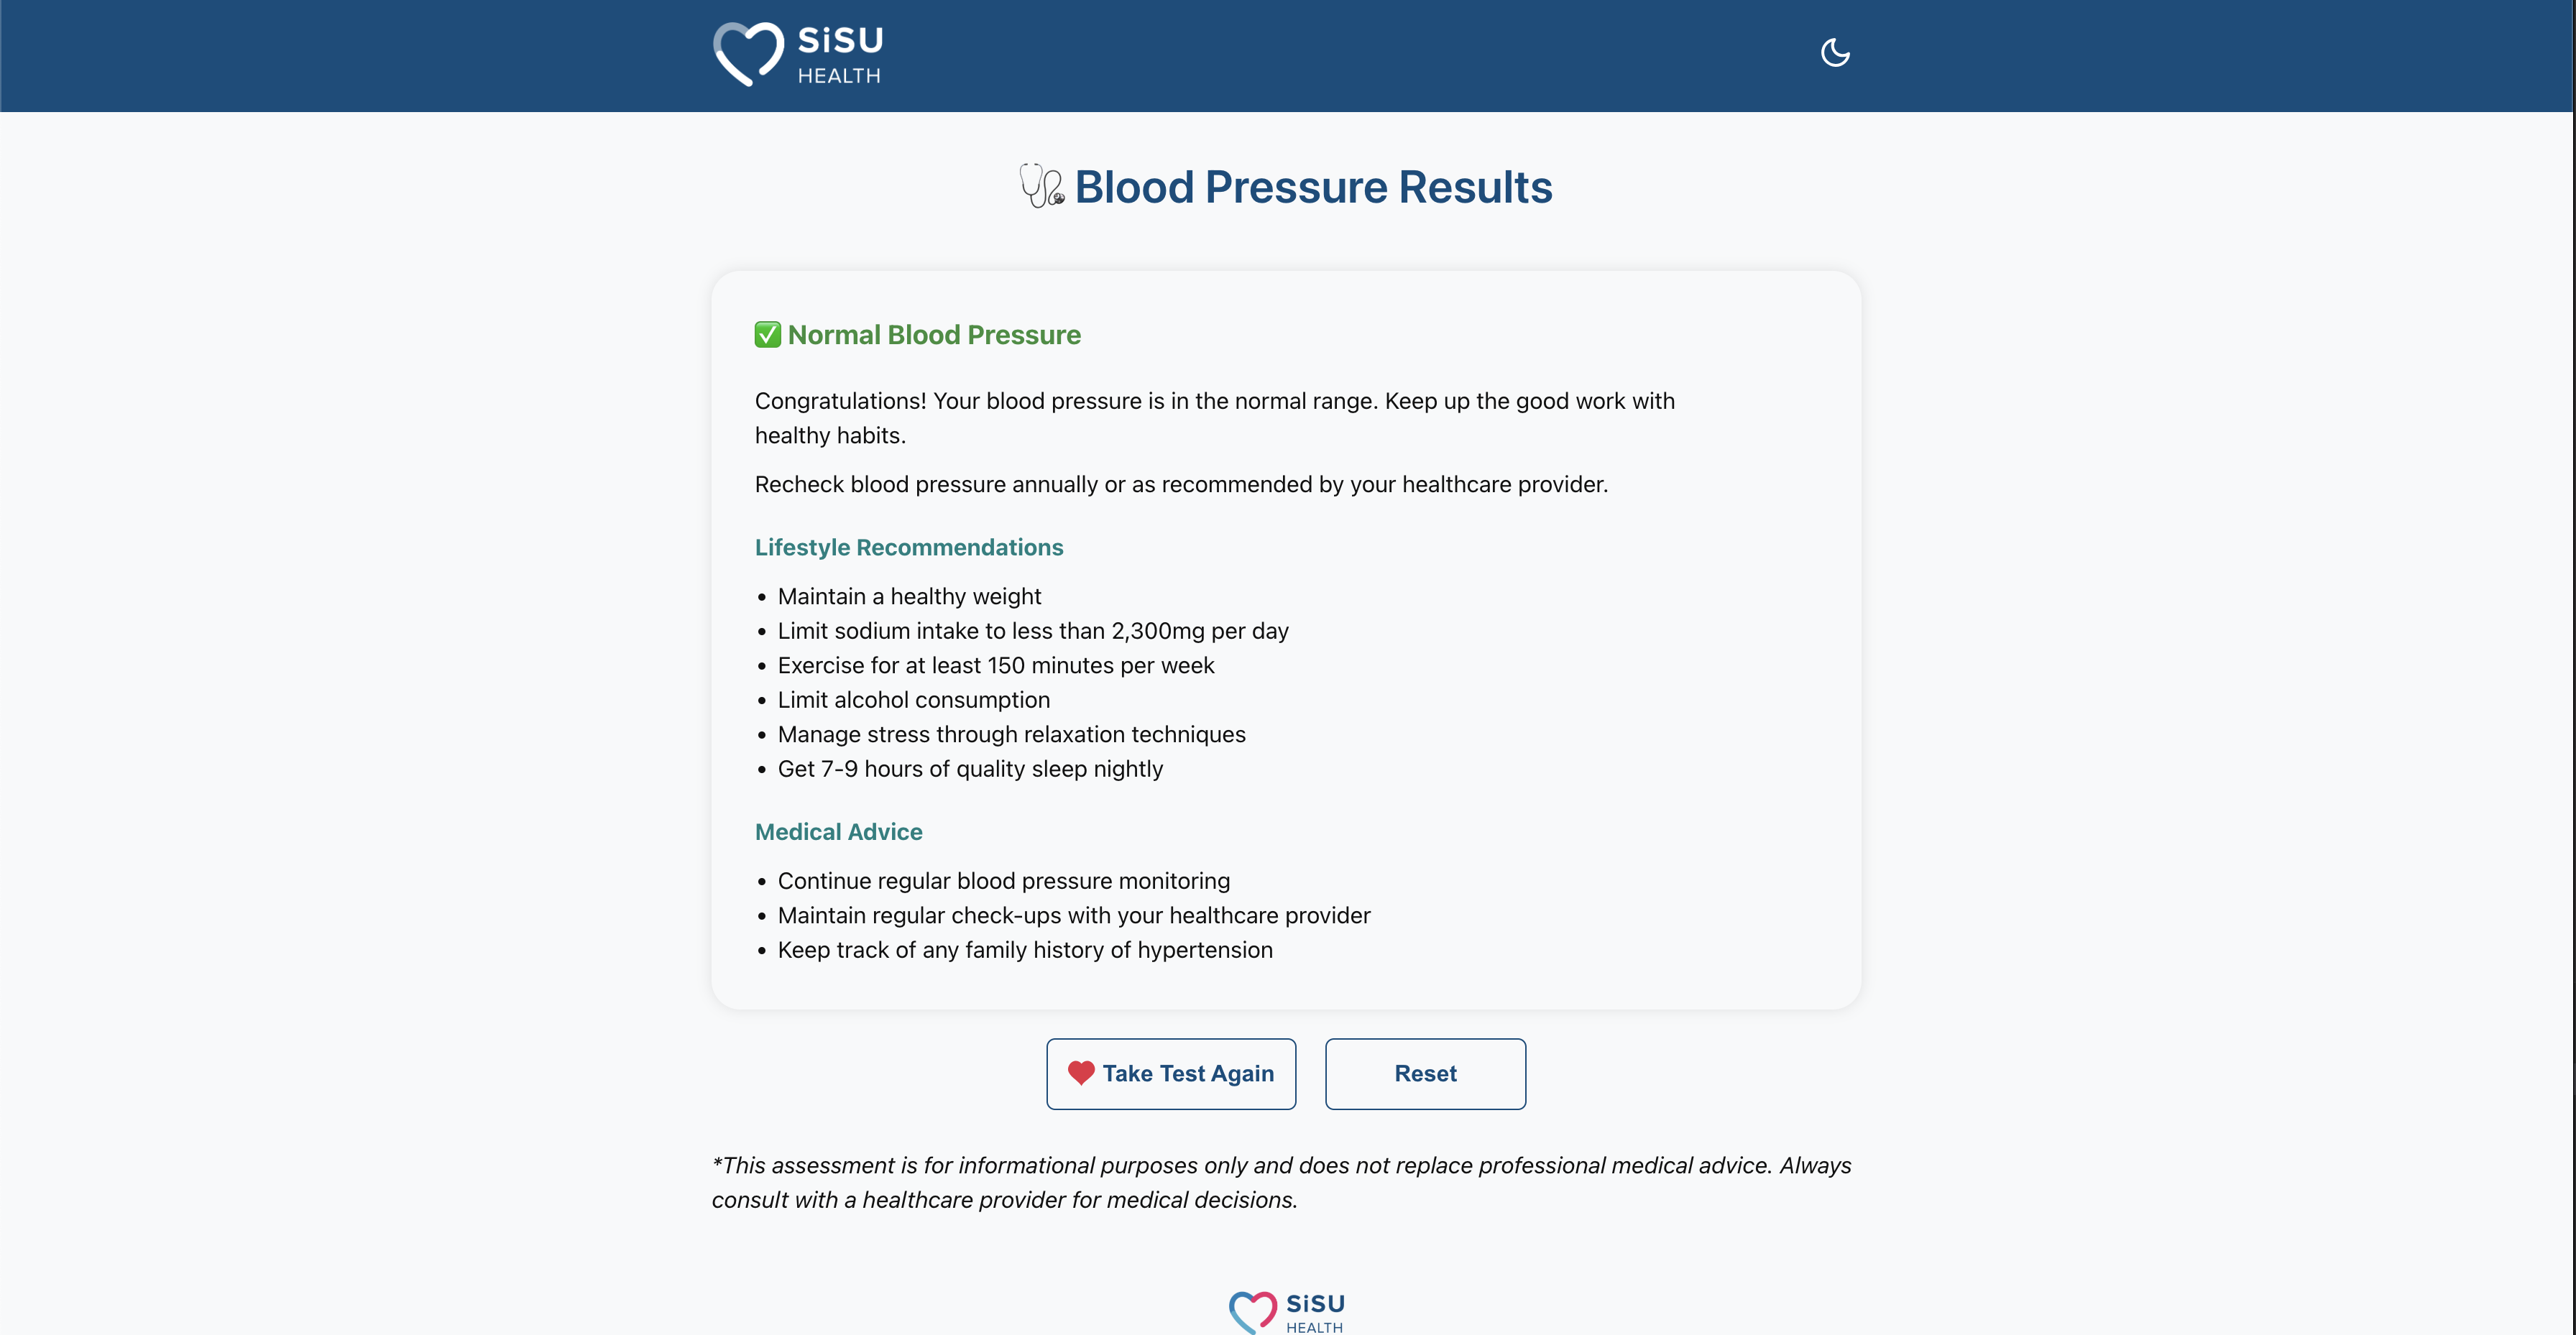 SiSU
HEALTH
Blood Pressure Results
Normal Blood Pressure
Congratulations! Your blood pressure is in the normal range. Keep up the good work with
healthy habits.
Recheck blood pressure annually or as recommended by your healthcare provider.
Lifestyle Recommendations
• Maintain a healthy weight
• Limit sodium intake to less than 2,300mg per day
• Exercise for at least 150 minutes per week
• Limit alcohol consumption
• Manage stress through relaxation techniques
• Get 7-9 hours of quality sleep nightly
Medical Advice
• Continue regular blood pressure monitoring
• Maintain regular check-ups with your healthcare provider
• Keep track of any family history of hypertension
Take Test Again
Reset
*This assessment is for informational purposes only and does not replace professional medical advice. Always
consult with a healthcare provider for medical decisions.
SiSU
HEALTH